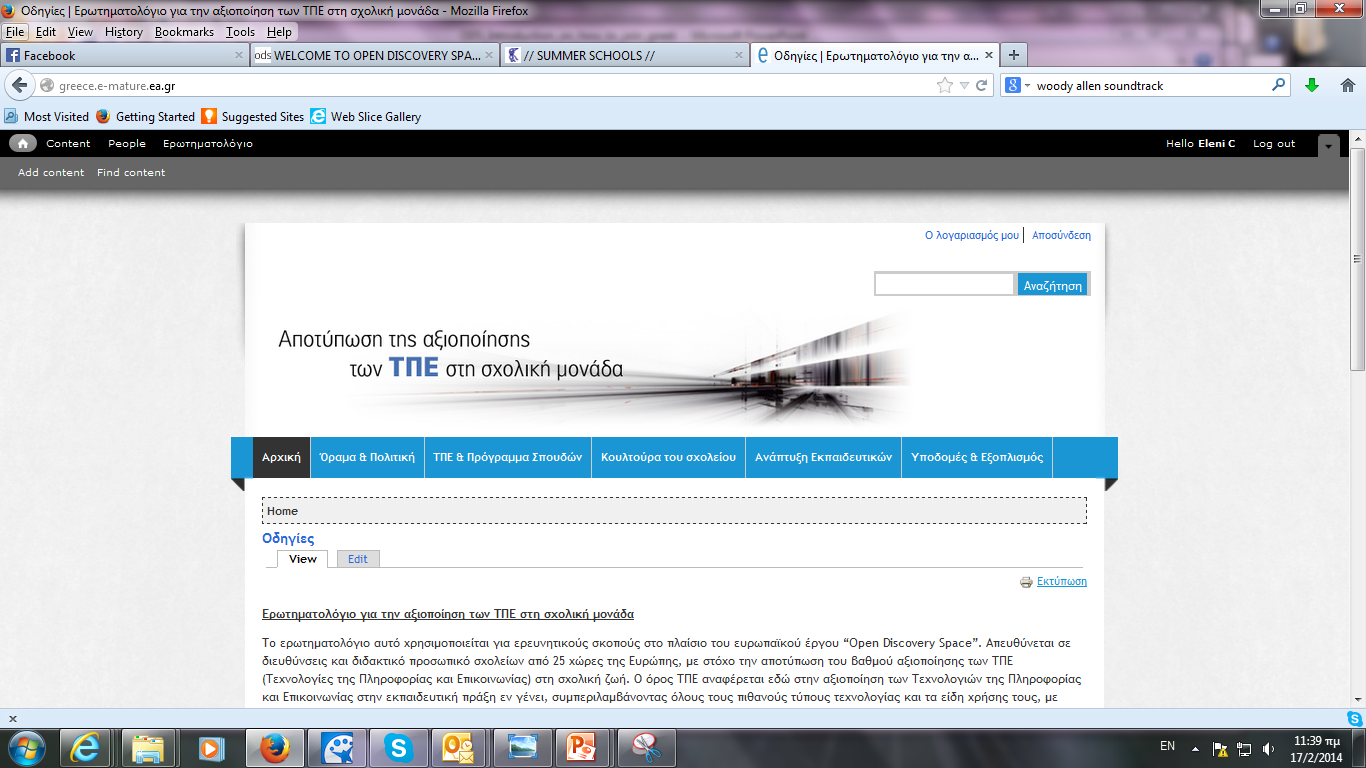 Οδηγίες | Ερωτηματολόγιο για την αξιοποίηση των ΤΠΕ στη σχολική μονάδα - Mozilla Firefox
File Edit View History Bookmarks Tools Help
Facebook ods WELCOME TO OPEN DISCOVERY SPA... // SUMMER SCHOOLS // Οδηγίες | Ερωτηματολόγιο για την α...
greece.e-mature.ea.gr woody allen soundtrack
Most Visited Getting Started Suggested Sites Web Slice Gallery
Content People Ερωτηματολόγιο Hello Eleni C Log out
Add content Find content
Ο λογαριασμός μου Αποσύνδεση
Αναζήτηση
Αποτύπωση της αξιοποίησης
των ΤΠΕ στη σχολική μονάδα
Αρχική Όραμα & Πολιτική ΤΠΕ & Πρόγραμμα Σπουδών Κουλτούρα του σχολείου Ανάπτυξη Εκπαιδευτικών Υποδομές & Εξοπλισμός
Home
Οδηγίες
View Edit
Εκτύπωση
Ερωτηματολόγιο για την αξιοποίηση των ΤΠΕ στη σχολική μονάδα
Το ερωτηματολόγιο αυτό χρησιμοποιείται για ερευνητικούς σκοπούς στο πλαίσιο του ευρωπαϊκού έργου “Open Discovery Space”. Απευθύνεται σε
διευθύνσεις και διδακτικό προσωπικό σχολείων από 25 χώρες της Ευρώπης, με στόχο την αποτύπωση του βαθμού αξιοποίησης των ΤΠΕ
(Τεχνολογίες της Πληροφορίας και Επικοινωνίας) στη σχολική ζωή. Ο όρος ΤΠΕ αναφέρεται εδώ στην αξιοποίηση των Τεχνολογιών της Πληροφορίας
και Επικοινωνίας στην εκπαιδευτική πράξη εν γένει, συμπεριλαμβάνοντας όλους τους πιθανούς τύπους τεχνολογίας και τα είδη χρήσης τους, με
EN 11:39 πμ
17/2/2014